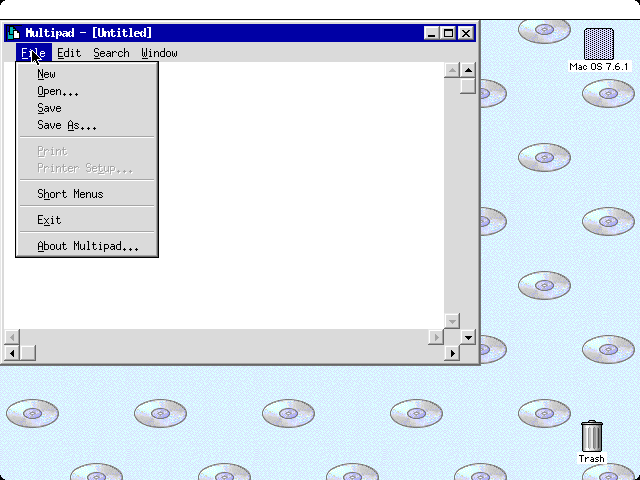 Multipad - [Untitled]
File Edit Search Window
New
Open...
Save
Save As...
Print
Printer Setup...
Short Menus
Exit
About Multipad...
Mac OS 7.6.1
Trash